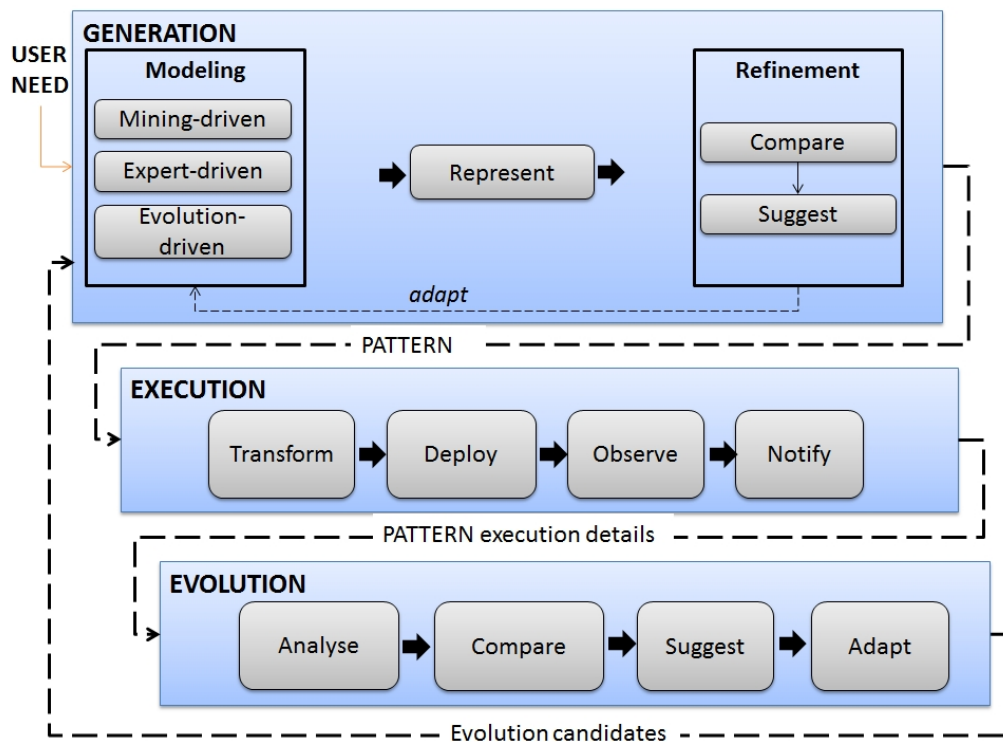 GENERATION
USER
NEED
Modeling
Mining-driven
Expert-driven
Evolution-
driven
Represent
Refinement
Compare
Suggest
adapt
PATTERN
EXECUTION
Transform
Deploy
Observe
Notify
PATTERN execution details
EVOLUTION
Analyse
Compare
Suggest
Adapt
Evolution candidates